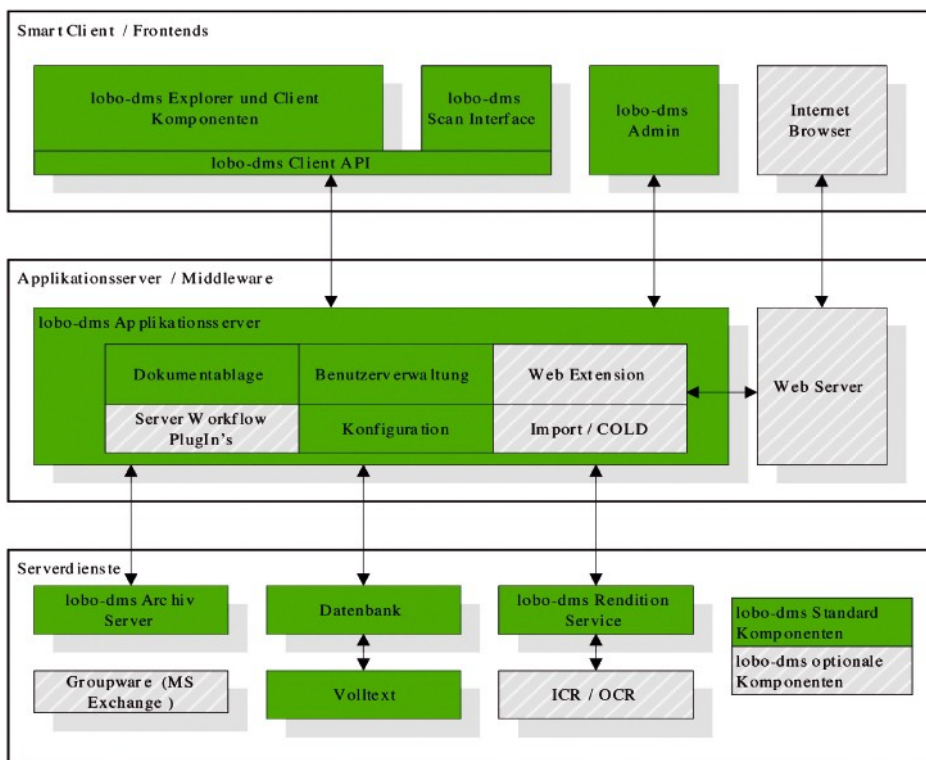 SmartClient / Frontends
lobo-dms Explorer und Client
Komponenten
lobo-dms
Scan Interface
lobo-dms Client API
lobo-dms
Admin
Internet
Browser
Applikationsserver / Middleware
lobo-dms Applikationsserver
Dokumentablage
Benutzerverwaltung
Web Extension
Server Workflow
PlugIn's
Konfiguration
Import / COLD
Web Server
Serverdienste
lobo-dms Archiv
Server
Datenbank
lobo-dms Rendition
Service
Groupware (MS
Exchange )
Volltext
ICR / OCR
lobo-dms Standard
Komponenten
lobo-dms optionale
Komponenten